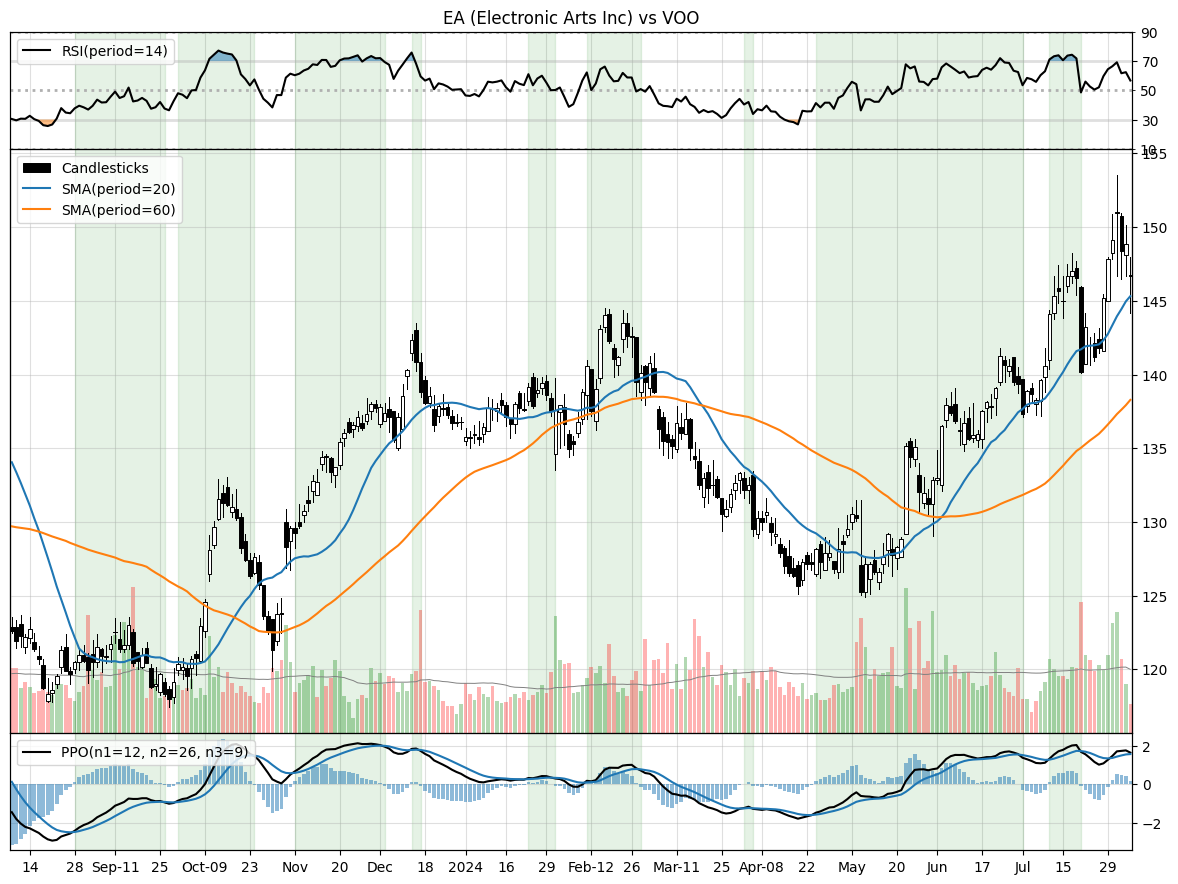 EA (Electronic Arts Inc) vs VOO
RSI(period=14)
90
70
50
30
10
Candlesticks
SMA(period=20)
SMA(period=60)
155
150
145
140
135
130
125
120
PPO(n1=12, n2=26, n3=9)
2
0
−2
14 28 Sep-11 25 Oct-09 23 Nov 20 Dec 18 2024 16 29 Feb-12 26 Mar-11 25 Apr-08 22 May 20 Jun 17 Jul 15 29